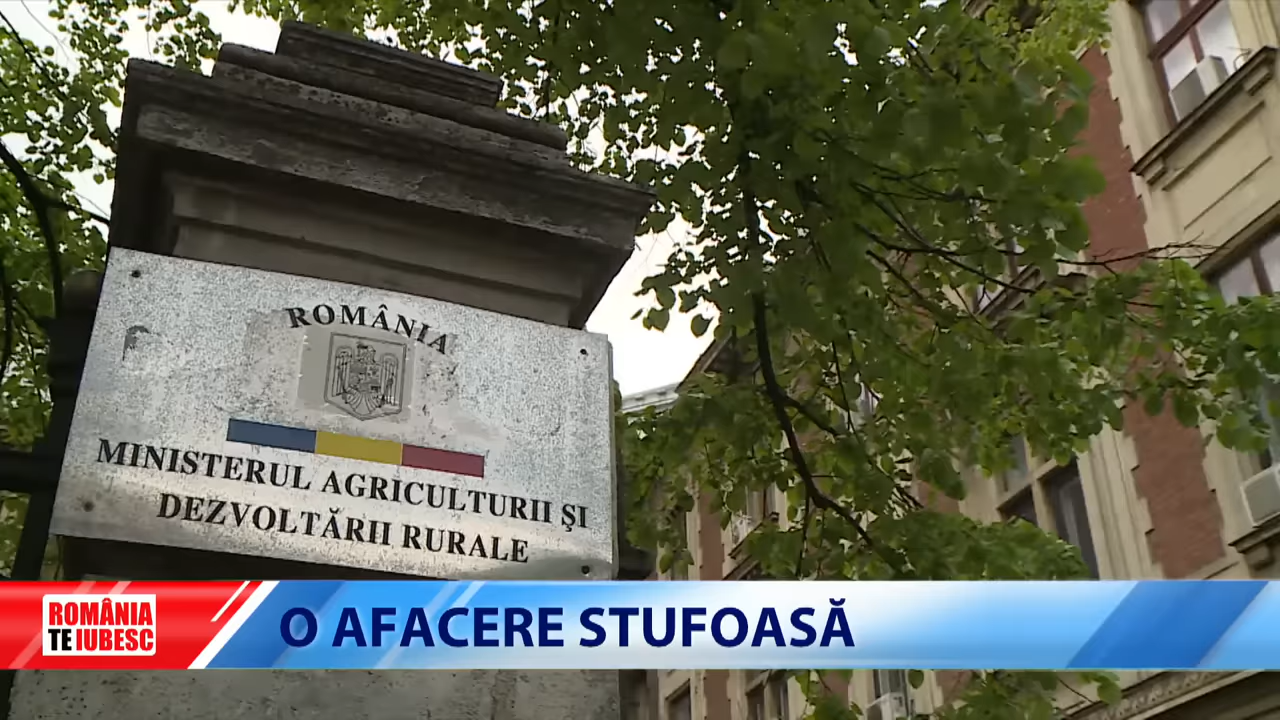 ROMÂNIA
MINISTERUL AGRICULTURII ŞI
DEZVOLTĂRII RURALE
ROMÂNIA
TE IUBESC
O AFACERE STUFOASĂ